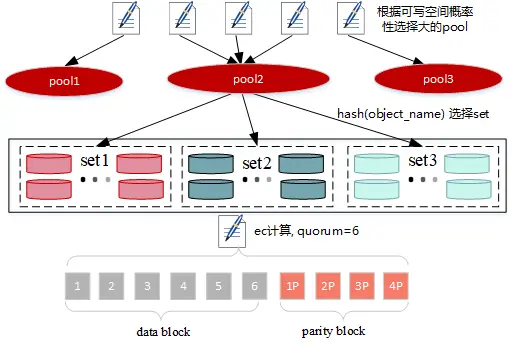 根据可写空间概率
性选择大的pool
pool1
pool2
pool3
hash(object_name) 选择set
set1
set2
set3
ec计算, quorum=6
1 2 3 4 5 6 1P 2P 3P 4P
data block
parity block